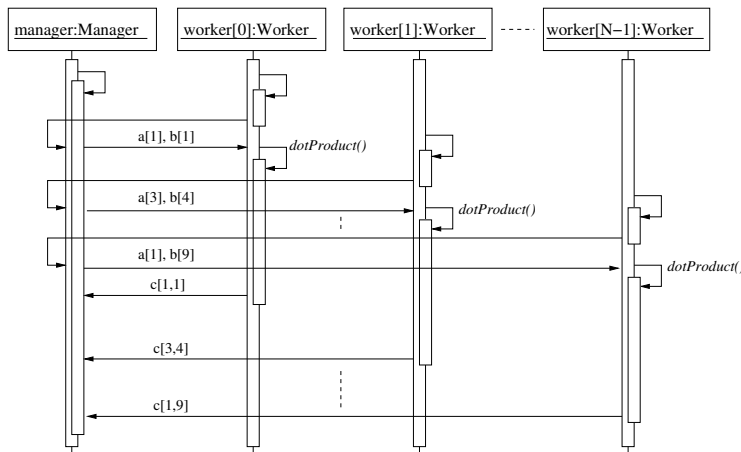 manager:Manager
worker[0]:Worker
worker[1]:Worker
worker[N−1]:Worker
a[1], b[1]
dotProduct()
a[3], b[4]
dotProduct()
a[1], b[9]
dotProduct()
c[1,1]
c[3,4]
c[1,9]